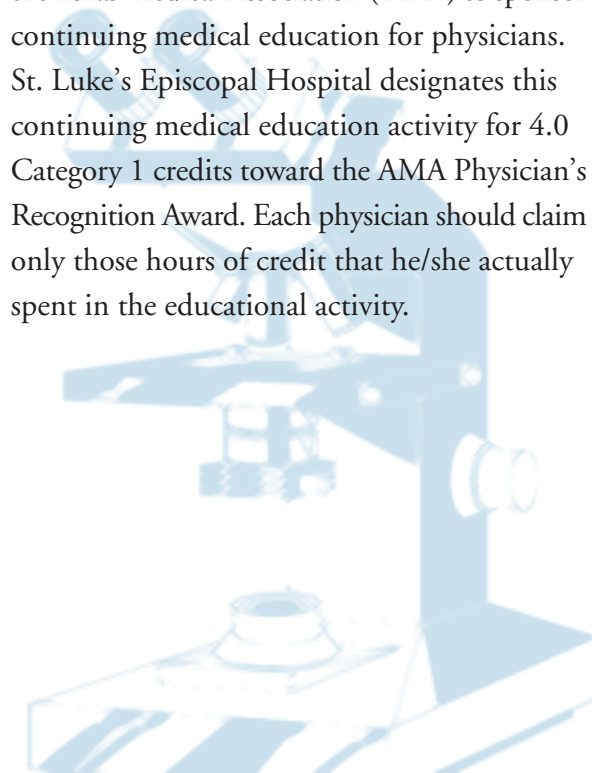 to sponsor
continuing medical education for physicians.
St. Luke's Episcopal Hospital designates this
continuing medical education activity for 4.0
Category 1 credits toward the AMA Physician's
Recognition Award. Each physician should claim
only those hours of credit that he/she actually
spent in the educational activity.